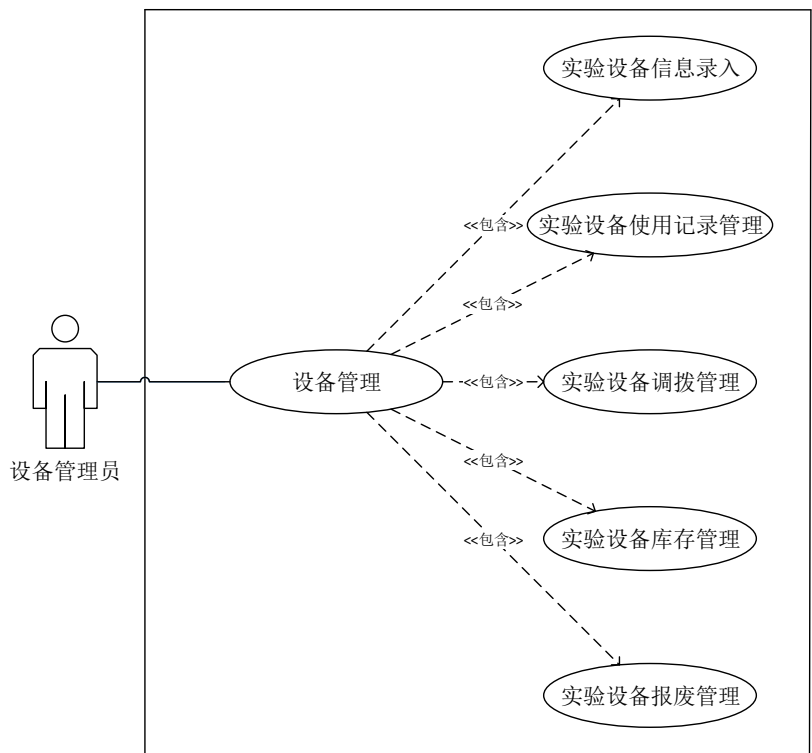 实验设备信息录入
<<包含>>
实验设备使用记录管理
<<包含>>
设备管理
<<包含>>
实验设备调拨管理
设备管理员
<<包含>>
实验设备库存管理
<<包含>>
实验设备报废管理